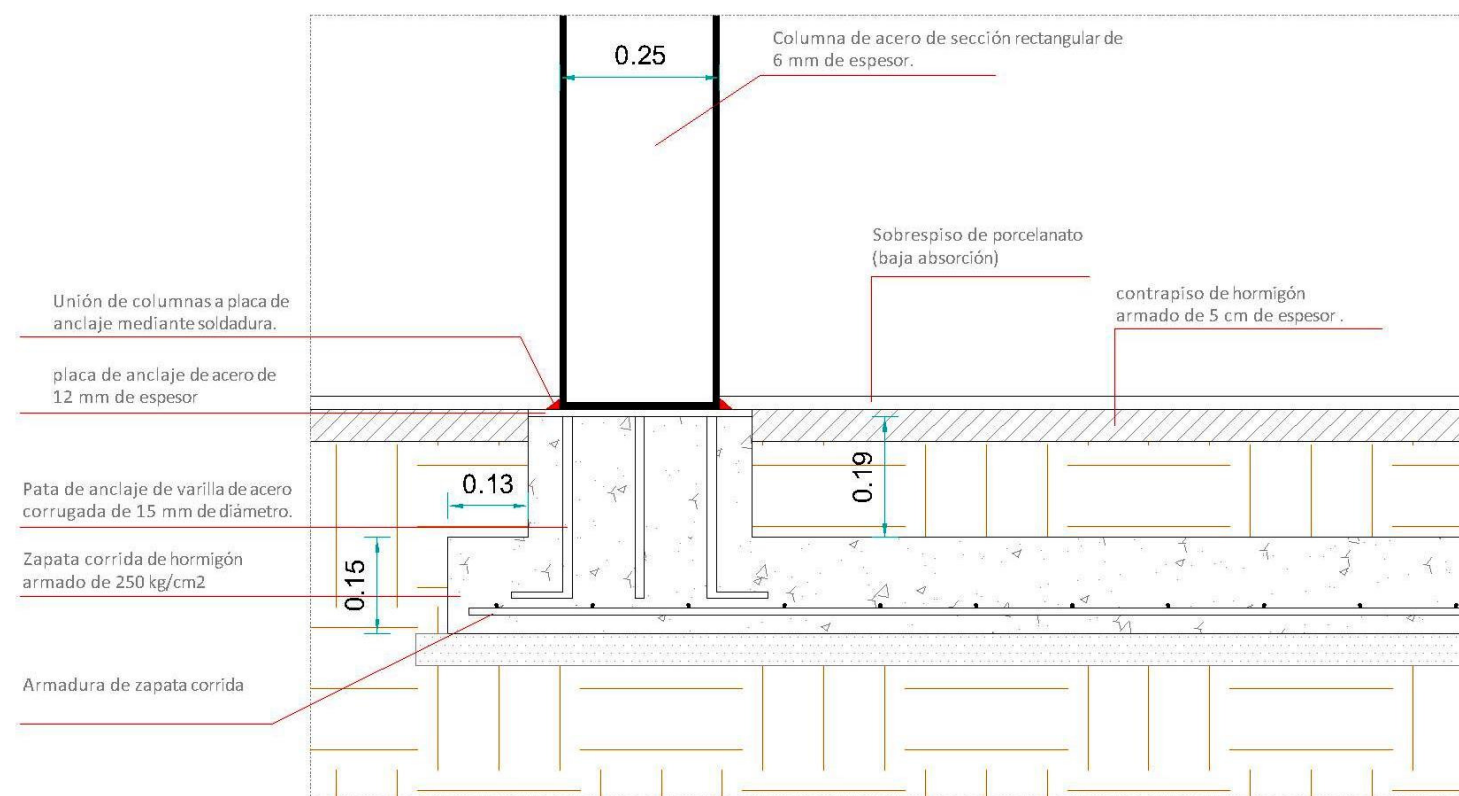 0.25
Columna de acero de sección rectangular de
6 mm de espesor.
Sobrespiso de porcelanato
(baja absorción)
contrapiso de hormigón
armado de 5 cm de espesor .
Unión de columnas a placa de
anclaje mediante soldadura.
placa de anclaje de acero de
12 mm de espesor
0.19
0.13
Pata de anclaje de varilla de acero
corrugada de 15 mm de diámetro.
Zapata corrida de hormigón
armado de 250 kg/cm2
0.15
Armadura de zapata corrida